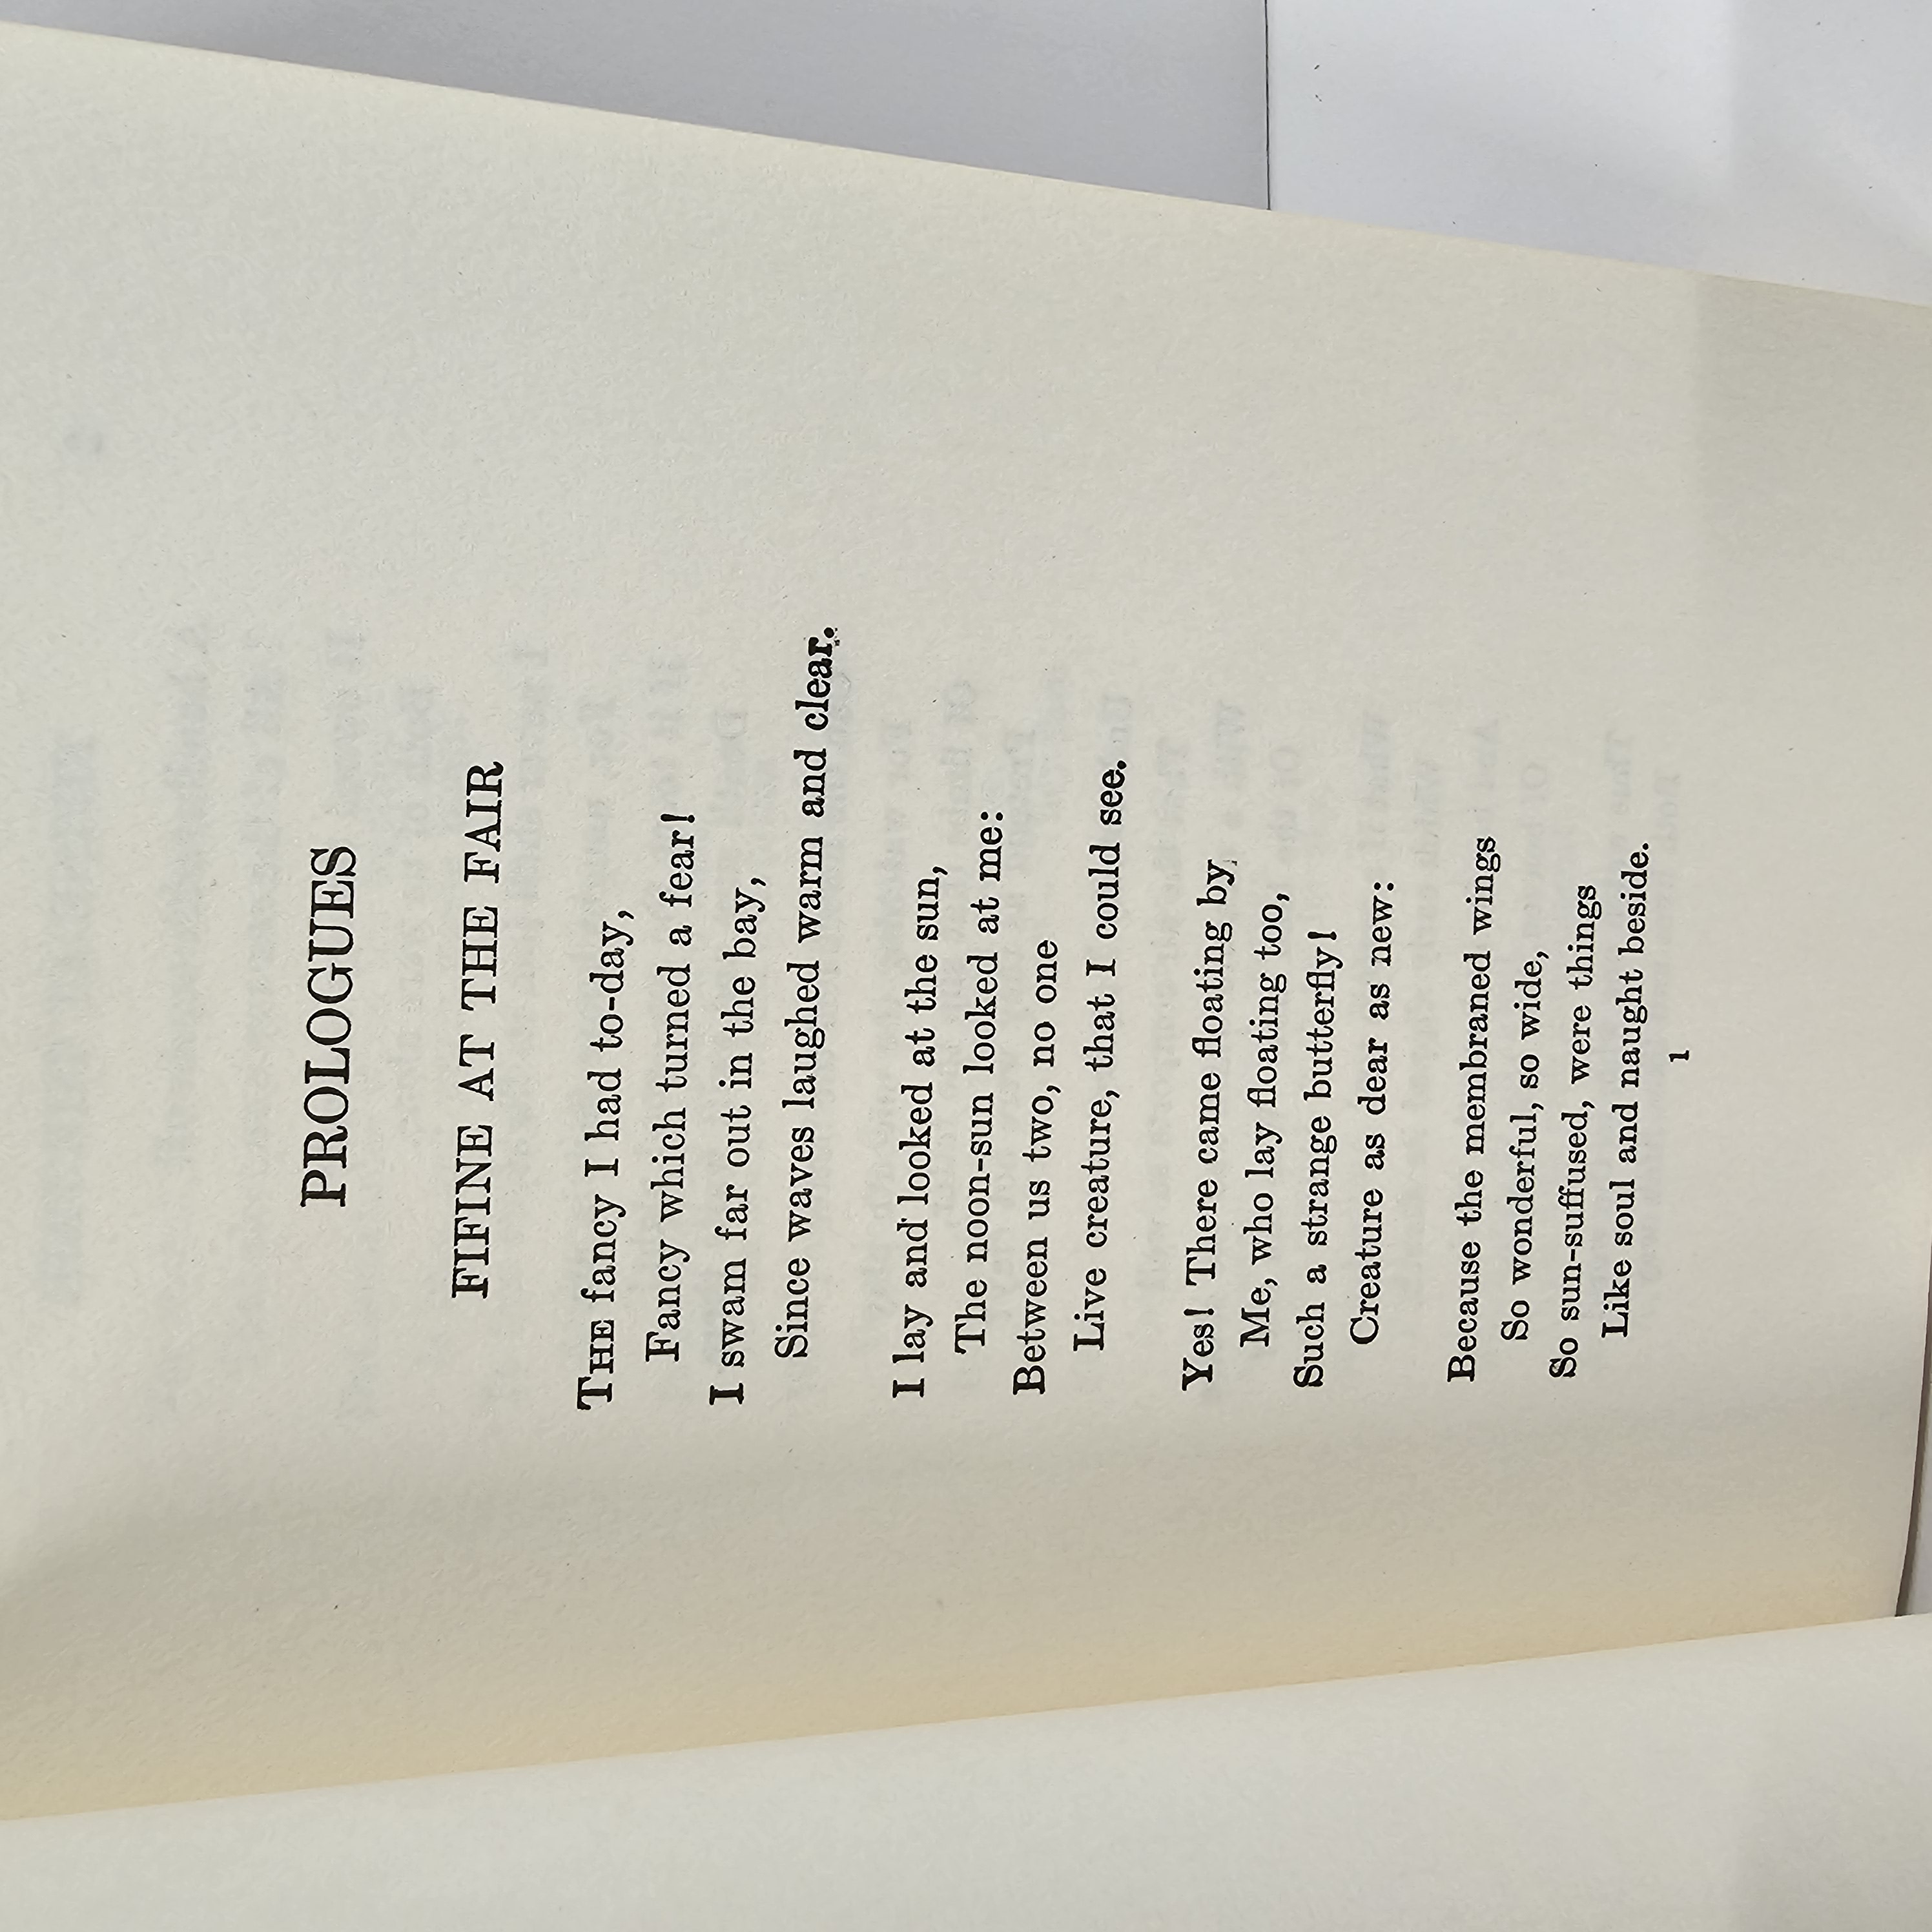 PROLOGUES
FIFINE AT THE FAIR
THE fancy I had to-day,
Fancy which turned a fear!
I swam far out in the bay,
Since waves laughed warm and clear.
I lay and looked at the sun,
The noon-sun looked at me:
Between us two, no one
Live creature, that I could see.
Yes! There came floating by
Me, who lay floating too,
Such a strange butterfly!
Creature as dear as new:
Because the membraned wings
So wonderful, so wide,
So sun-suffused, were things
Like soul and naught beside.
1